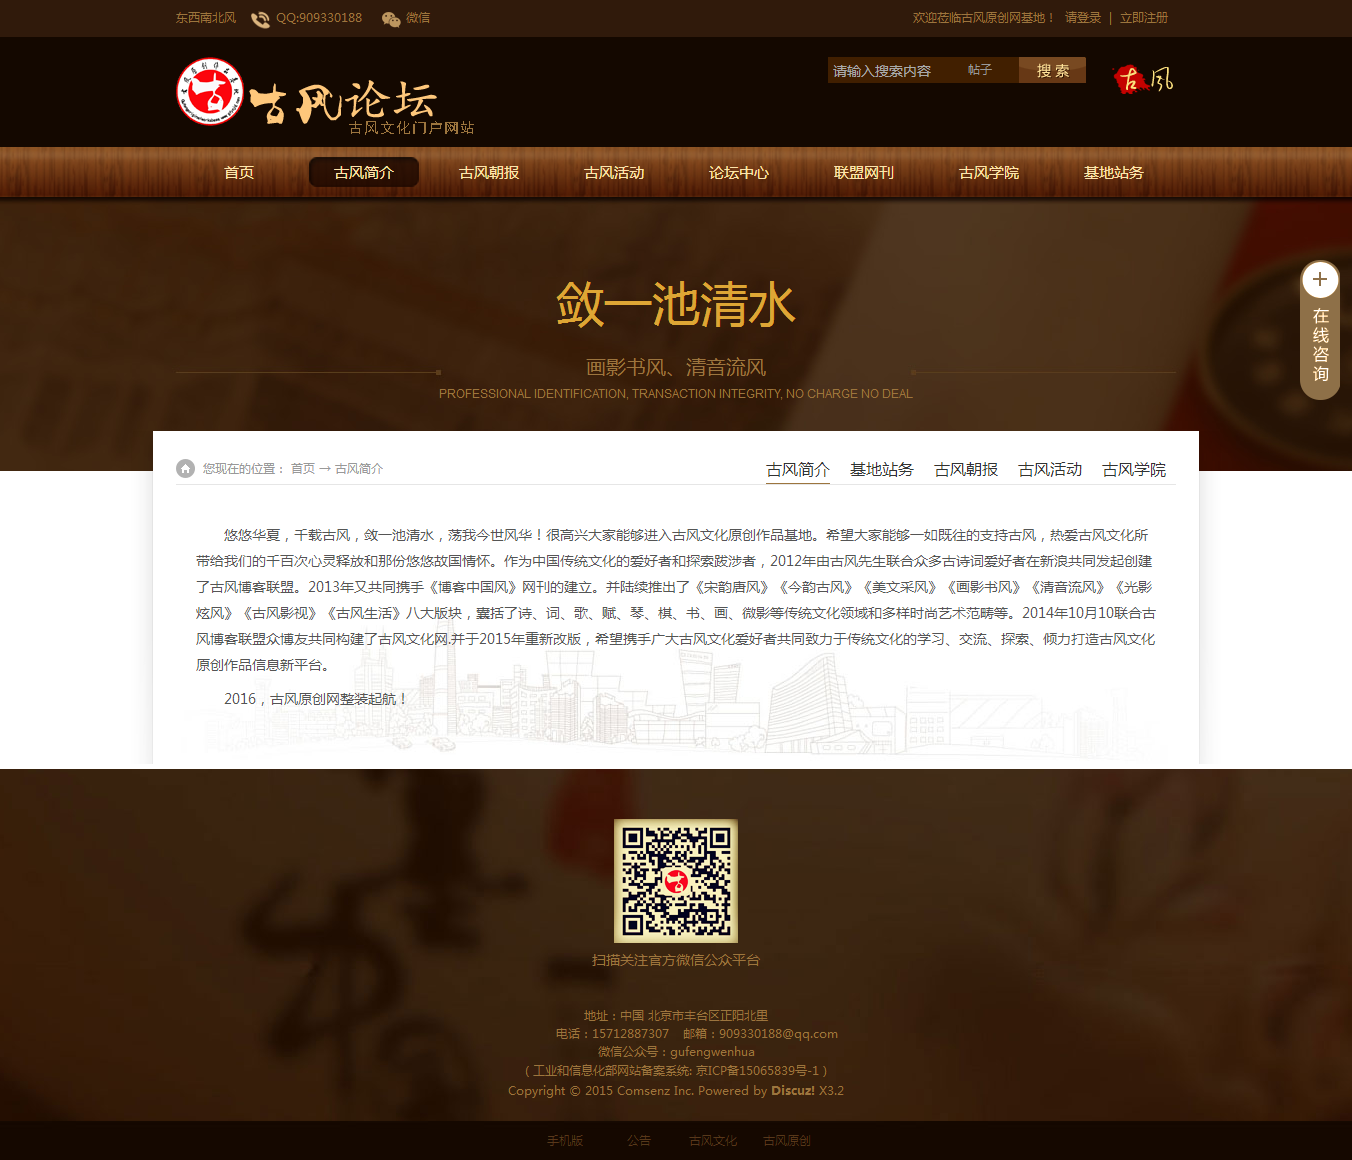 东西南北风 QQ:909330188 微信 欢迎莅临古风原创网基地！ 请登录 | 立即注册
古风论坛
古风文化门户网站
请输入搜索内容 帖子 搜索 古风
首页 古风简介 古风朝报 古风活动 论坛中心 联盟网刊 古风学院 基地站务
敛一池清水
画影书风、清音流风
PROFESSIONAL IDENTIFICATION, TRANSACTION INTEGRITY, NO CHARGE NO DEAL
在线咨询
您现在的位置： 首页 → 古风简介 古风简介 基地站务 古风朝报 古风活动 古风学院
悠悠华夏，千载古风，敛一池清水，荡我今世风华！很高兴大家能够进入古风文化原创作品基地。希望大家能够一如既往的支持古风，热爱古风文化所
带给我们的千百次心灵释放和那份悠悠故国情怀。作为中国传统文化的爱好者和探索跋涉者，2012年由古风先生联合众多古诗词爱好者在新浪共同发起创建
了古风博客联盟。2013年又共同携手《博客中国风》网刊的建立。并陆续推出了《宋韵唐风》《今韵古风》《美文采风》《画影书风》《清音流风》《光影
炫风》《古风影视》《古风生活》八大版块，囊括了诗、词、歌、赋、琴、棋、书、画、微影等传统文化领域和多样时尚艺术范畴等。2014年10月10联合古
风博客联盟众博友共同构建了古风文化网.并于2015年重新改版，希望携手广大古风文化爱好者共同致力于传统文化的学习、交流、探索、倾力打造古风文化
原创作品信息新平台。
2016，古风原创网整装起航！
扫描关注官方微信公众平台
地址：中国 北京市丰台区正阳北里
电话：15712887307 邮箱：909330188@qq.com
微信公众号：gufengwenhua
( 工业和信息化部网站备案系统: 京ICP备15065839号-1 )
Copyright © 2015 Comsenz Inc. Powered by Discuz! X3.2
手机版 公告 古风文化 古风原创